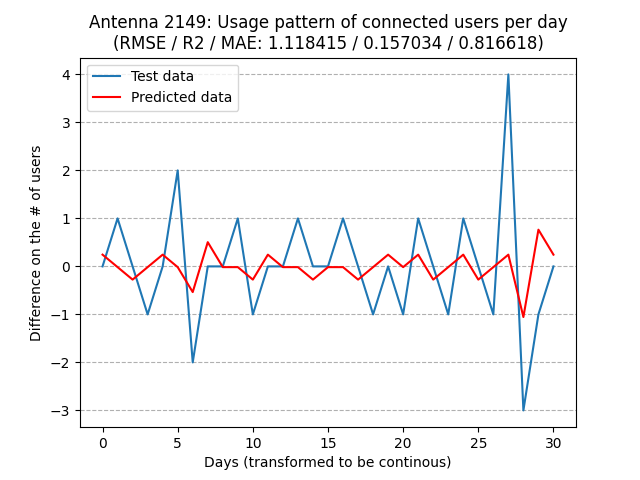 Antenna 2149: Usage pattern of connected users per day
(RMSE / R2 / MAE: 1.118415 / 0.157034 / 0.816618)
Test data
Predicted data
4
3
2
1
0
−1
−2
−3
Difference on the # of users
0 5 10 15 20 25 30
Days (transformed to be continous)